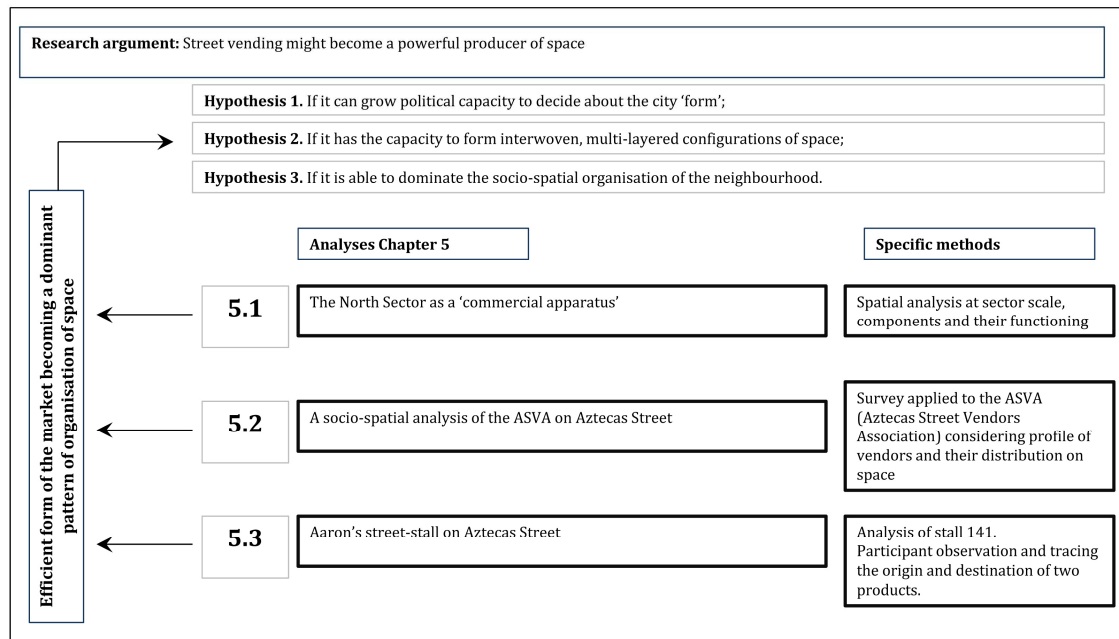 Research argument: Street vending might become a powerful producer of space
Hypothesis 1. If it can grow political capacity to decide about the city ‘form’;
Hypothesis 2. If it has the capacity to form interwoven, multi-layered configurations of space;
Hypothesis 3. If it is able to dominate the socio-spatial organisation of the neighbourhood.
Efficient form of the market becoming a dominant
pattern of organisation of space
Analyses Chapter 5
Specific methods
5.1
The North Sector as a ‘commercial apparatus’
Spatial analysis at sector scale,
components and their functioning
5.2
A socio-spatial analysis of the ASVA on Aztecas Street
Survey applied to the ASVA
(Aztecas Street Vendors
Association) considering profile of
vendors and their distribution on
space
5.3
Aaron’s street-stall on Aztecas Street
Analysis of stall 141.
Participant observation and tracing
the origin and destination of two
products.